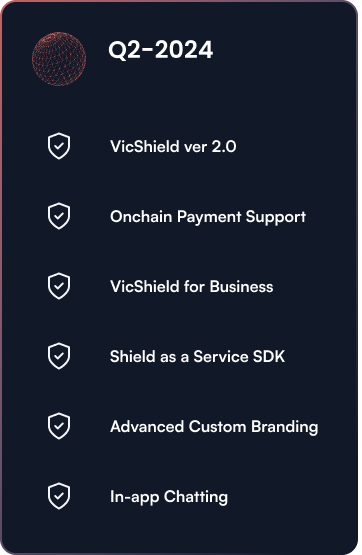 Q2-2024
VicShield ver 2.0
Onchain Payment Support
VicShield for Business
Shield as a Service SDK
Advanced Custom Branding
In-app Chatting